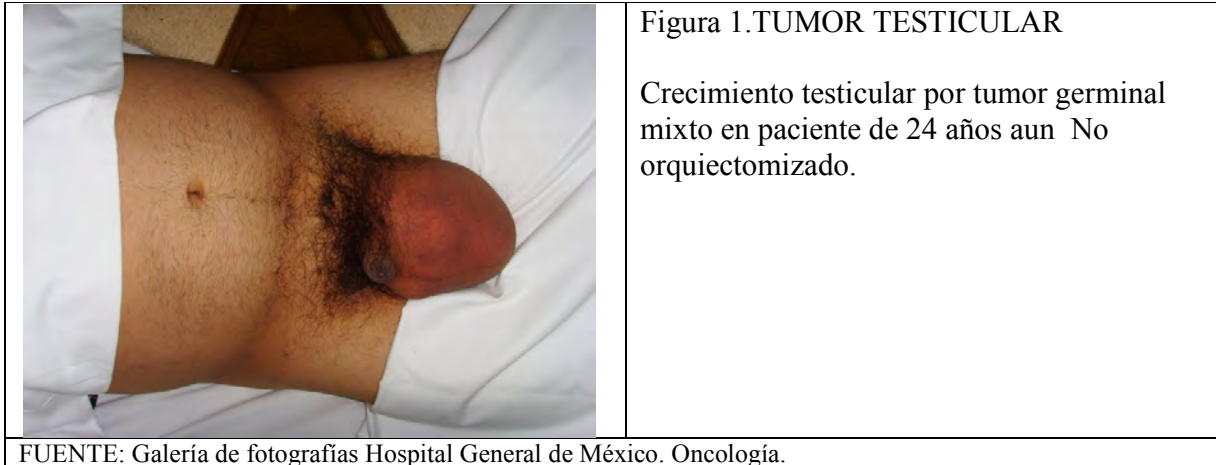 Figura 1.TUMOR TESTICULAR
Crecimiento testicular por tumor germinal
mixto en paciente de 24 años aun No
orquiectomizado.
FUENTE: Galería de fotografías Hospital General de México. Oncología.